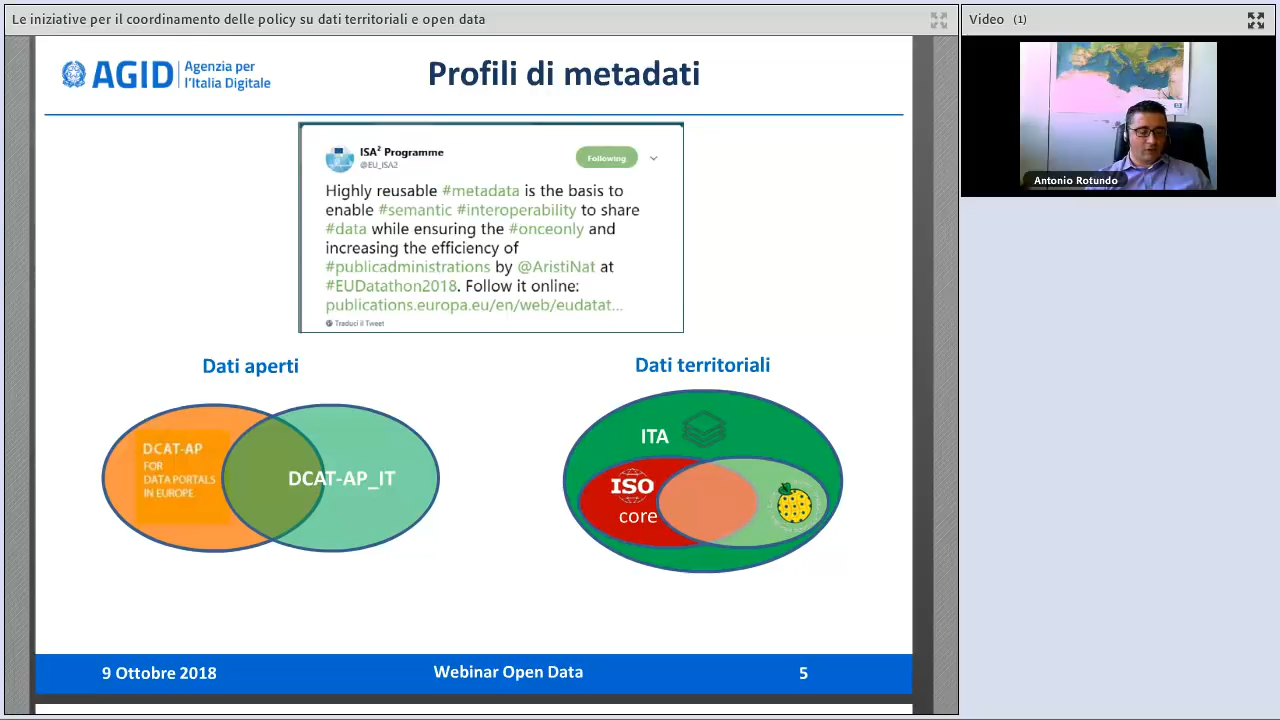 Le iniziative per il coordinamento delle policy su dati territoriali e open data
Video (1)
AGID
Agenzia per
l'Italia Digitale
Profili di metadati
ISA² Programme
@EU_ISA2
Following
Highly reusable #metadata is the basis to
enable #semantic #interoperability to share
#data while ensuring the #onceonly and
increasing the efficiency of
#publicadministrations by @AristiNat at
#EUDatathon2018. Follow it online:
publications.europa.eu/en/web/eudatat...
Traduci il Tweet
Antonio Rotundo
Dati aperti
DCAT-AP
FOR
DATA PORTALS
IN EUROPE
DCAT-AP_IT
Dati territoriali
ITA
ISO
core
9 Ottobre 2018
Webinar Open Data
5